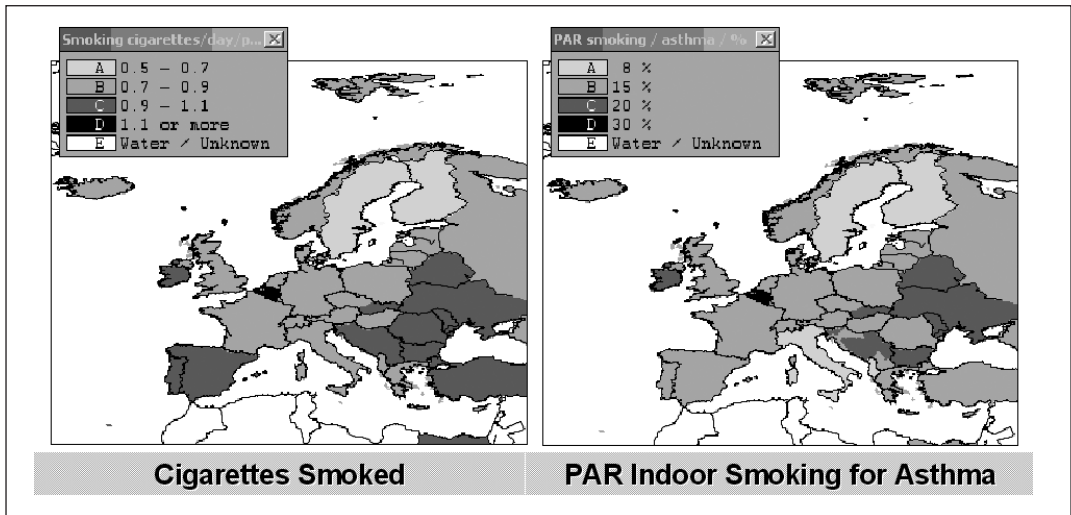 Smoking cigarettes/day/p...
A 0.5 - 0.7
B 0.7 - 0.9
C 0.9 - 1.1
D 1.1 or more
E Water / Unknown
Cigarettes Smoked
PAR smoking / asthma / %
A 8 %
B 15 %
C 20 %
D 30 %
E Water / Unknown
PAR Indoor Smoking for Asthma